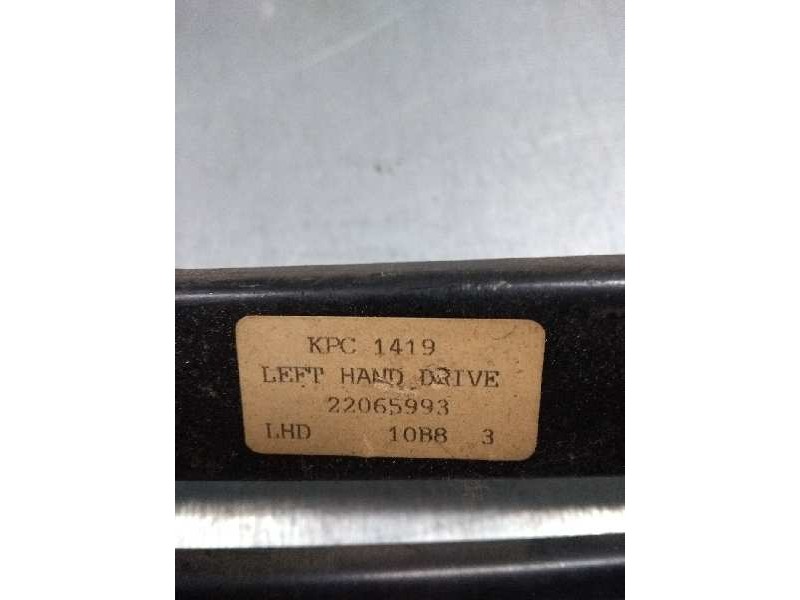 KPC 1419
LEFT HAND DRIVE
22065993
LHD 10B8 3